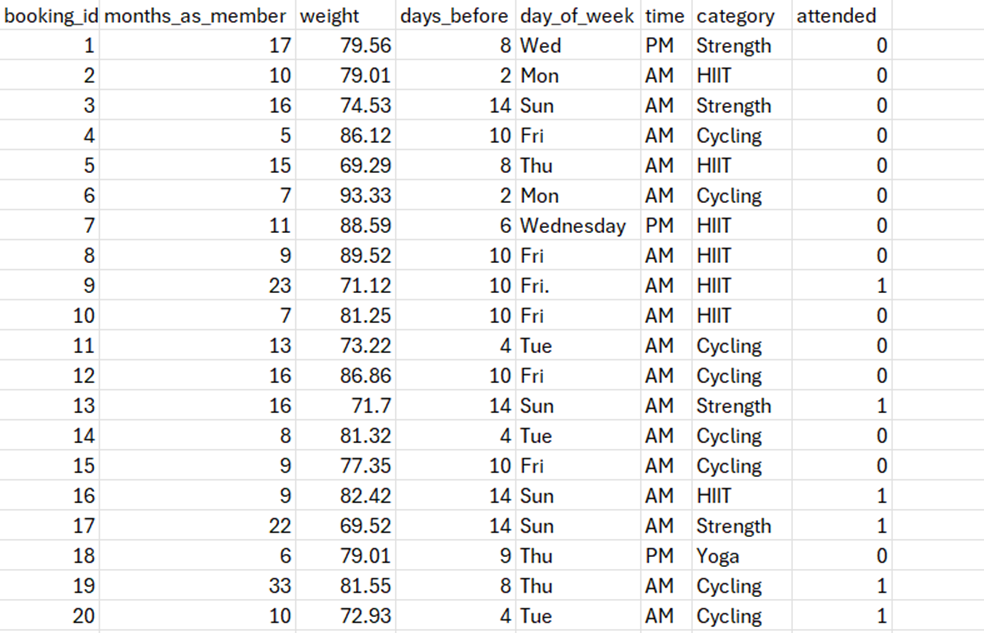 booking_id months_as_member weight days_before day_of_week time category attended
1 17 79.56 8 Wed PM Strength 0
2 10 79.01 2 Mon AM HIIT 0
3 16 74.53 14 Sun AM Strength 0
4 5 86.12 10 Fri AM Cycling 0
5 15 69.29 8 Thu AM HIIT 0
6 7 93.33 2 Mon AM Cycling 0
7 11 88.59 6 Wednesday PM HIIT 0
8 9 89.52 10 Fri AM HIIT 0
9 23 71.12 10 Fri. AM HIIT 1
10 7 81.25 10 Fri AM HIIT 0
11 13 73.22 4 Tue AM Cycling 0
12 16 86.86 10 Fri AM Cycling 0
13 16 71.7 14 Sun AM Strength 1
14 8 81.32 4 Tue AM Cycling 0
15 9 77.35 10 Fri AM Cycling 0
16 9 82.42 14 Sun AM HIIT 1
17 22 69.52 14 Sun AM Strength 1
18 6 79.01 9 Thu PM Yoga 0
19 33 81.55 8 Thu AM Cycling 1
20 10 72.93 4 Tue AM Cycling 1